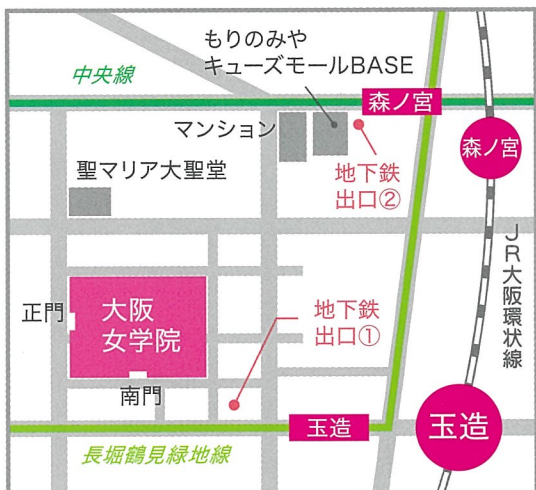 もりのみや
キューズモールBASE
中央線
森ノ宮
マンション
森ノ宮
地下鉄
出口②
聖マリア大聖堂
JR大阪環状線
正門
大阪
女学院
地下鉄
出口①
南門
玉造
玉造
長堀鶴見緑地線